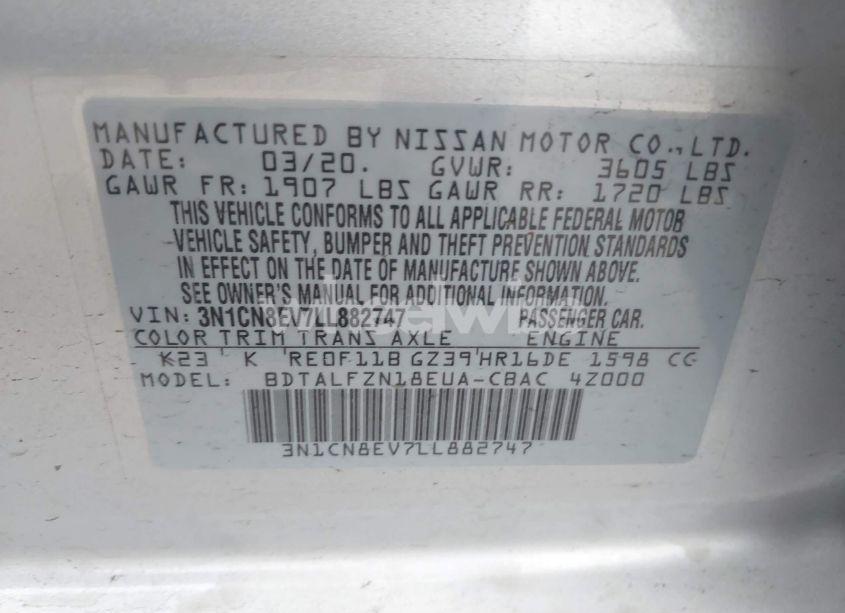 MANUFACTURED BY NISSAN MOTOR CO., LTD.
DATE: 03/20. GVWR: 3605 LBS
GAWR FR: 1907 LBS GAWR RR: 1720 LBS
THIS VEHICLE CONFORMS TO ALL APPLICABLE FEDERAL MOTOR
VEHICLE SAFETY, BUMPER AND THEFT PREVENTION STANDARDS
IN EFFECT ON THE DATE OF MANUFACTURE SHOWN ABOVE.
SEE OWNER'S MANUAL FOR ADDITIONAL INFORMATION.
VIN: 3N1CN8EV7LL882747 PASSENGER CAR.
COLOR TRIM TRANS AXLE ENGINE
K23 K RE0F11B GZ39 HR16DE 1598 CC
MODEL: BDTALFZN18EUA-CBAC 4Z000
3N1CN8EV7LL882747